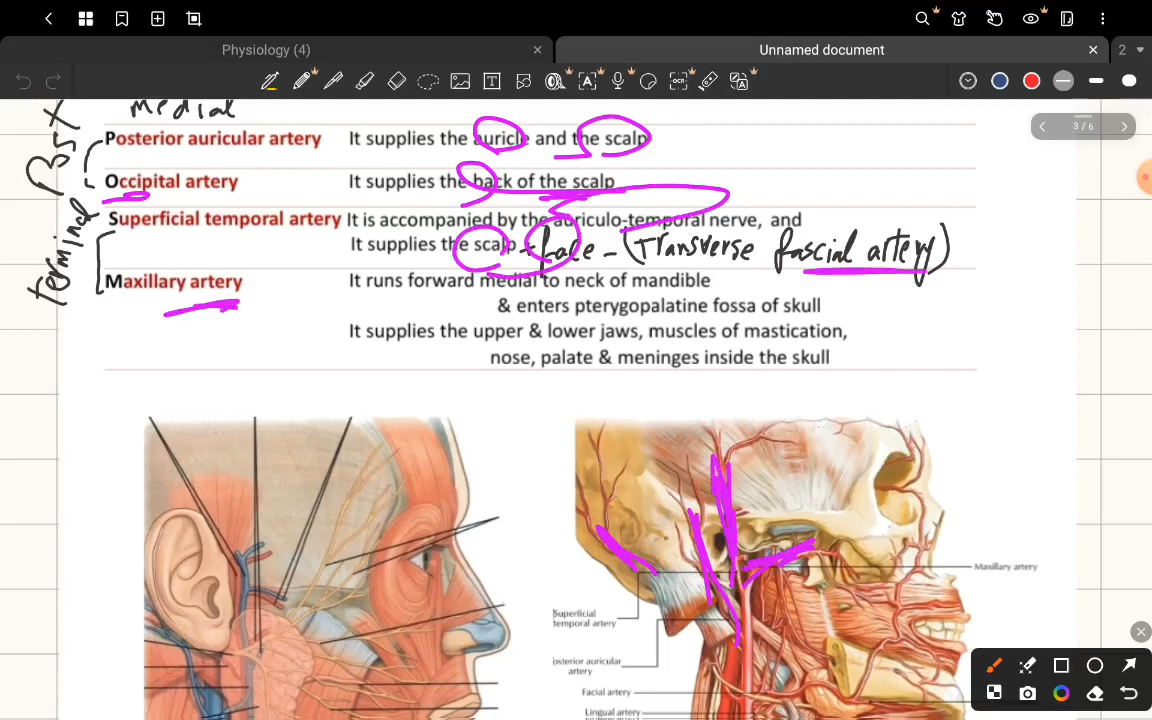 Physiology (4)
Unnamed document
2
3 / 6
medial
Terminal Bst
Posterior auricular artery It supplies the auricle and the scalp
Occipital artery It supplies the back of the scalp
Superficial temporal artery It is accompanied by the auriculo-temporal nerve, and
It supplies the scalp - face - (Transverse fascial artery)
Maxillary artery It runs forward medial to neck of mandible
& enters pterygopalatine fossa of skull
It supplies the upper & lower jaws, muscles of mastication,
nose, palate & meninges inside the skull
Maxillary artery
Superficial
temporal artery
osterior auricular
artery
Facial artery
Lingual artery